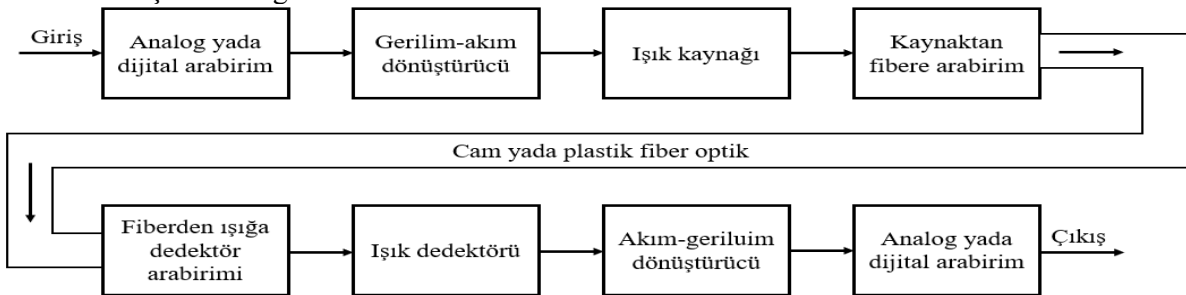 Giriş
Analog yada
dijital arabirim
Gerilim-akım
dönüştürücü
Işık kaynağı
Kaynaktan
fibere arabirim
Cam yada plastik fiber optik
Fiberden ışığa
dedektör
arabirimi
Işık dedektörü
Akım-geriluim
dönüştürücü
Analog yada
dijital arabirim
Çıkış